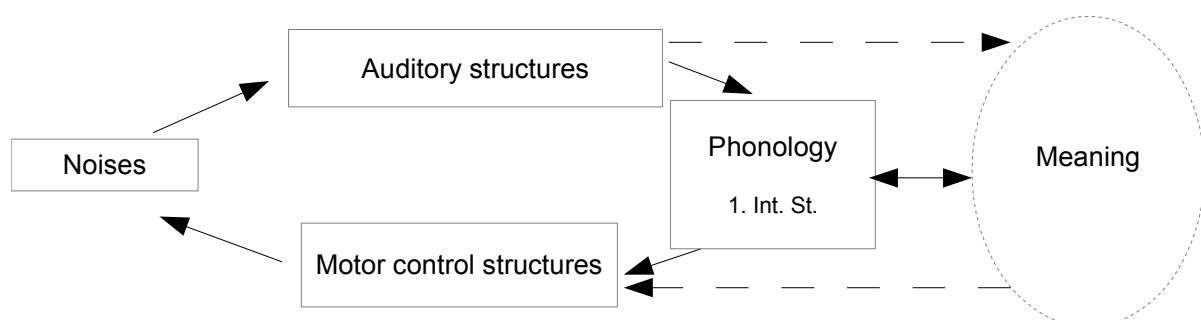 Auditory structures
Noises
Phonology
1. Int. St.
Meaning
Motor control structures